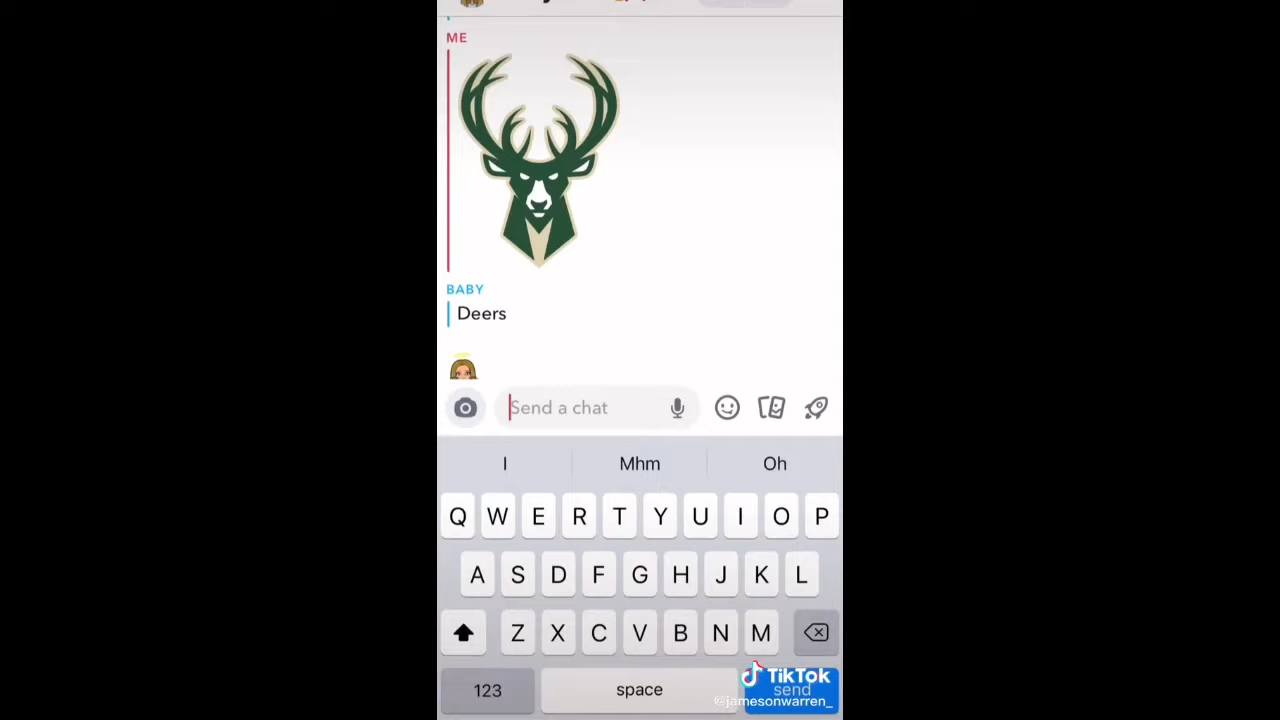 ME
BABY
Deers
Send a chat
I Mhm Oh
Q W E R T Y U I O P
A S D F G H J K L
Z X C V B N M
123 space send
TikTok
@jamesonwarren_